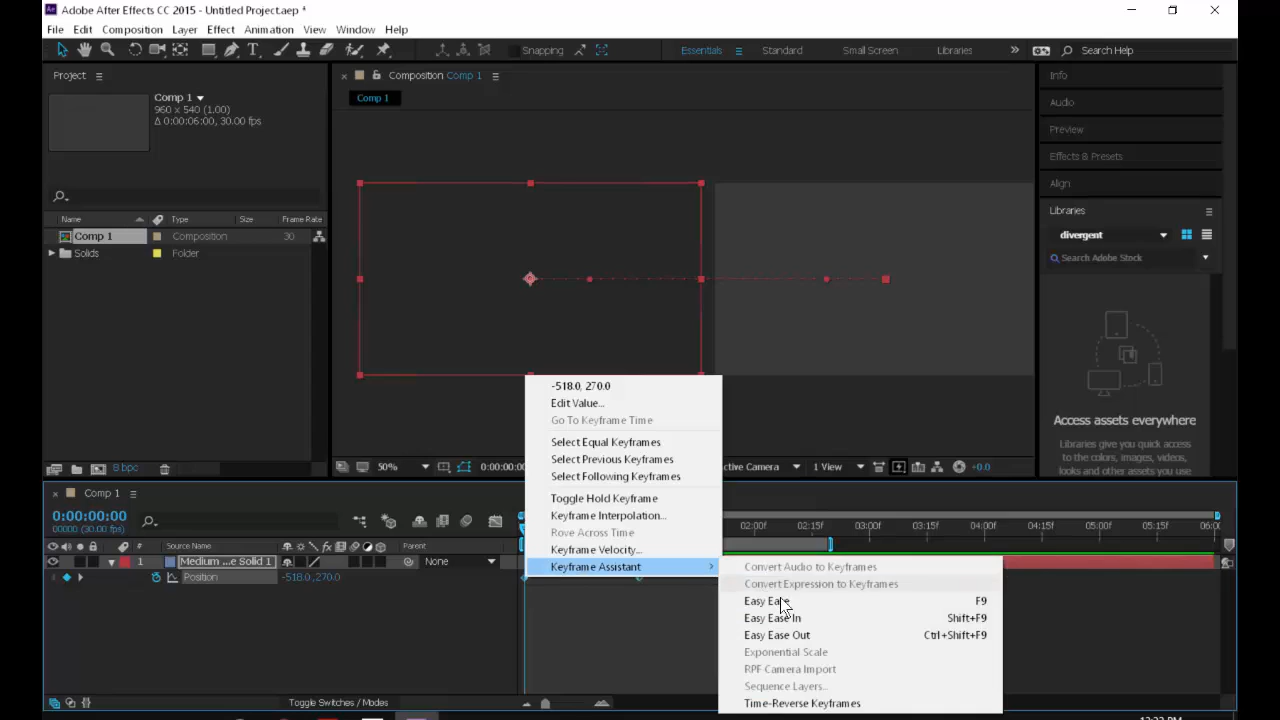 Ae Adobe After Effects CC 2015 - Untitled Project.aep *
File Edit Composition Layer Effect Animation View Window Help
T Snapping Essentials Standard Small Screen Libraries » Search Help
Project
Composition Comp 1
Info
Comp 1
960 x 540 (1.00)
Δ 0:00:06:00, 30.00 fps
Comp 1
Audio
Preview
Effects & Presets
Align
Libraries
Name Type Size Frame Rate
Comp 1 Composition 30
Solids Folder
divergent
Search Adobe Stock
-518.0, 270.0
Edit Value...
Go To Keyframe Time
Select Equal Keyframes
Select Previous Keyframes
Select Following Keyframes
Toggle Hold Keyframe
Keyframe Interpolation...
Rove Across Time
Keyframe Velocity...
Keyframe Assistant
Access assets everywhere
Libraries give you quick access
to the colors, images, videos,
looks and other assets from
8 bpc
50% 0:00:00:0 ctive Camera 1 View +0.0
Comp 1
0:00:00:00
00000 (30.00 fps)
02:00f 02:15f 03:00f 03:15f 04:00f 04:15f 05:00f 05:15f 06:0
# Source Name Parent
1 Medium ...e Solid 1 None
Position -518.0, 270.0
Convert Audio to Keyframes
Convert Expression to Keyframes
Easy Ease F9
Easy Ease In Shift+F9
Easy Ease Out Ctrl+Shift+F9
Exponential Scale
RPF Camera Import
Sequence Layers...
Time-Reverse Keyframes
Toggle Switches / Modes